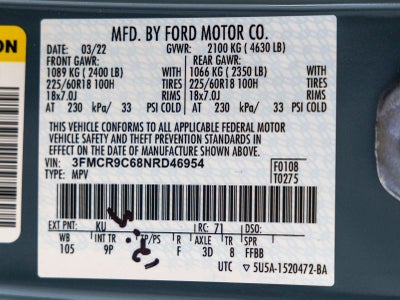 ON
MFD. BY FORD MOTOR CO.
DATE: 03/22 GVWR: 2100 KG ( 4630 LB)
FRONT GAWR: REAR GAWR:
1089 KG ( 2400 LB) WITH 1066 KG ( 2350 LB) WITH
225/60R18 100H TIRES 225/60R18 100H TIRES
18x7.0J RIMS 18x7.0J RIMS
AT 230 kPa/ 33 PSI COLD AT 230 kPa/ 33 PSI COLD
THIS VEHICLE CONFORMS TO ALL APPLICABLE FEDERAL MOTOR
VEHICLE SAFETY AND THEFT PREVENTION STANDARDS IN
EFFECT ON THE DATE OF MANUFACTURE SHOWN ABOVE.
VIN: 3FMCR9C68NRD46954 F0108
TYPE: MPV T0275
EXT PNT: KU RC: 71 DSO:
WB INT TR TP/PS R AXLE TR SPR
105 9P F 3D 8 FFBB
UTC ▽ 5U5A-1520472-BA